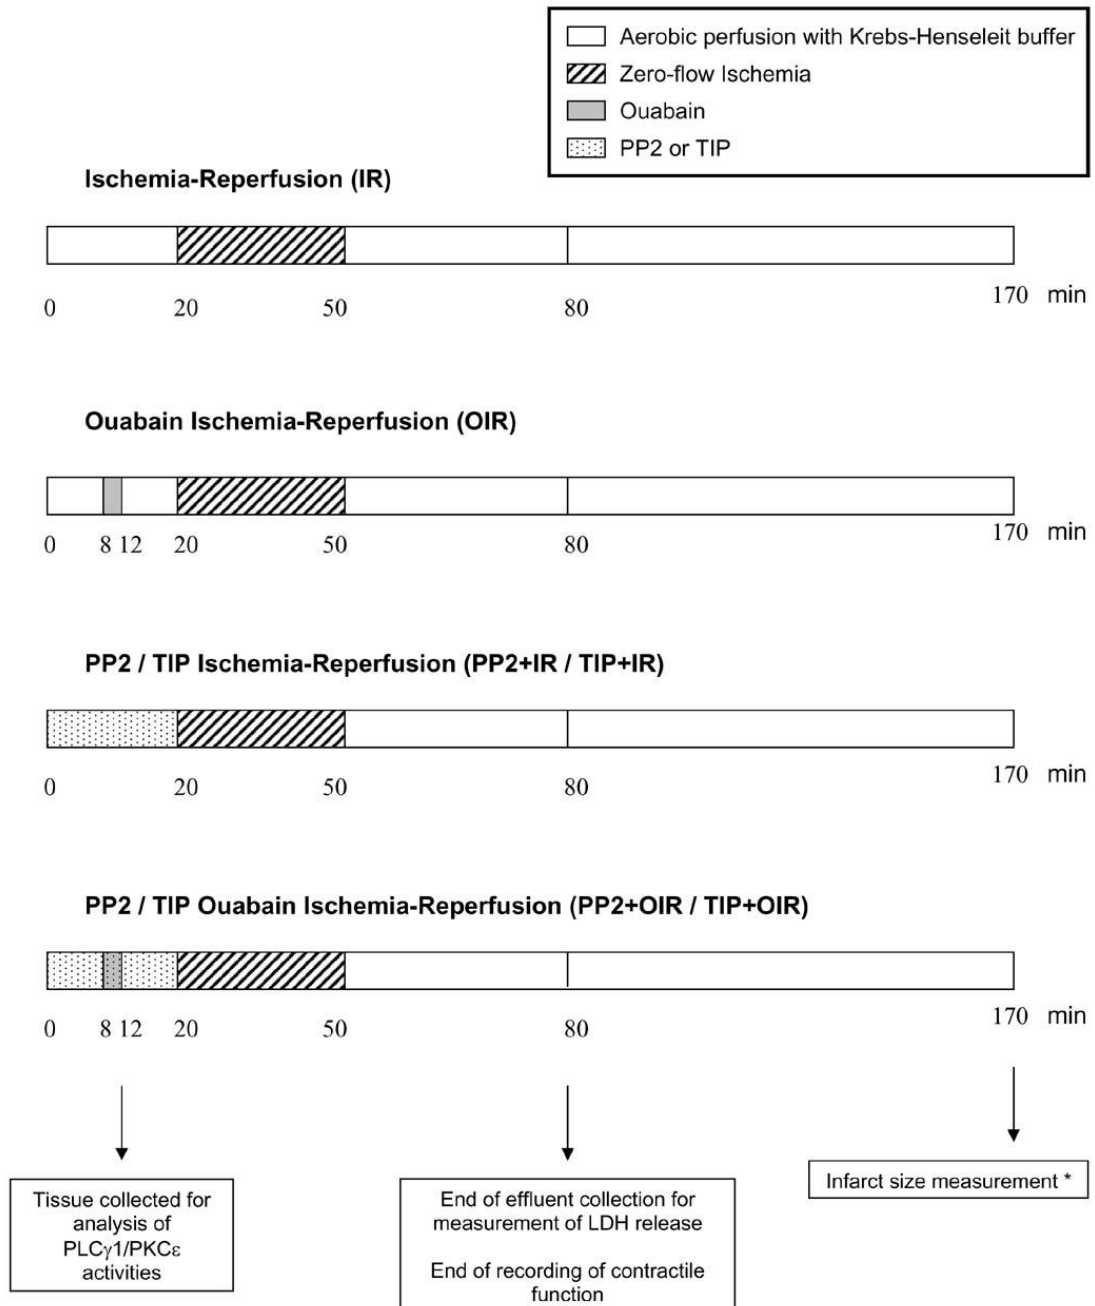 Aerobic perfusion with Krebs-Henseleit buffer
Zero-flow Ischemia
Ouabain
PP2 or TIP
Ischemia-Reperfusion (IR)
0 20 50 80 170 min
Ouabain Ischemia-Reperfusion (OIR)
0 8 12 20 50 80 170 min
PP2 / TIP Ischemia-Reperfusion (PP2+IR / TIP+IR)
0 20 50 80 170 min
PP2 / TIP Ouabain Ischemia-Reperfusion (PP2+OIR / TIP+OIR)
0 8 12 20 50 80 170 min
Tissue collected for
analysis of
PLCγ1/PKCε
activities
End of effluent collection for
measurement of LDH release
End of recording of contractile
function
Infarct size measurement *